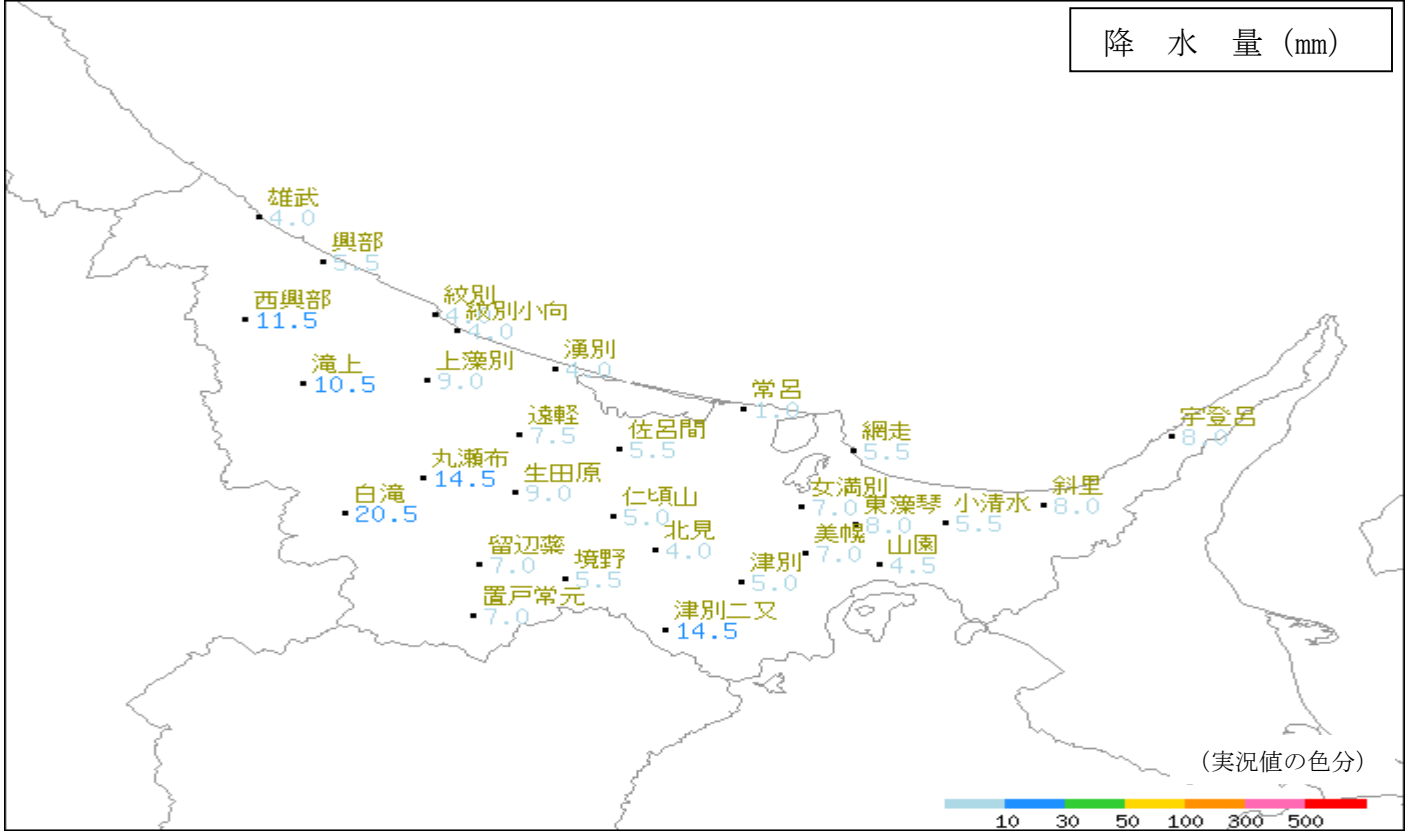 降 水 量 (mm)
雄武
4.0
興部
5.5
西興部
11.5
紋別
4.0
紋別小向
4.0
滝上
10.5
上藻別
9.0
湧別
4.0
常呂
1.0
遠軽
7.5
佐呂間
5.5
網走
5.5
宇登呂
8.0
丸瀬布
14.5
生田原
9.0
白滝
20.5
仁頃山
5.0
女満別
7.0
東藻琴
8.0
小清水
5.5
斜里
8.0
北見
4.0
美幌
7.0
山園
4.5
留辺蘂
7.0
境野
5.5
津別
5.0
置戸常元
7.0
津別二又
14.5
(実況値の色分)
10 30 50 100 300 500